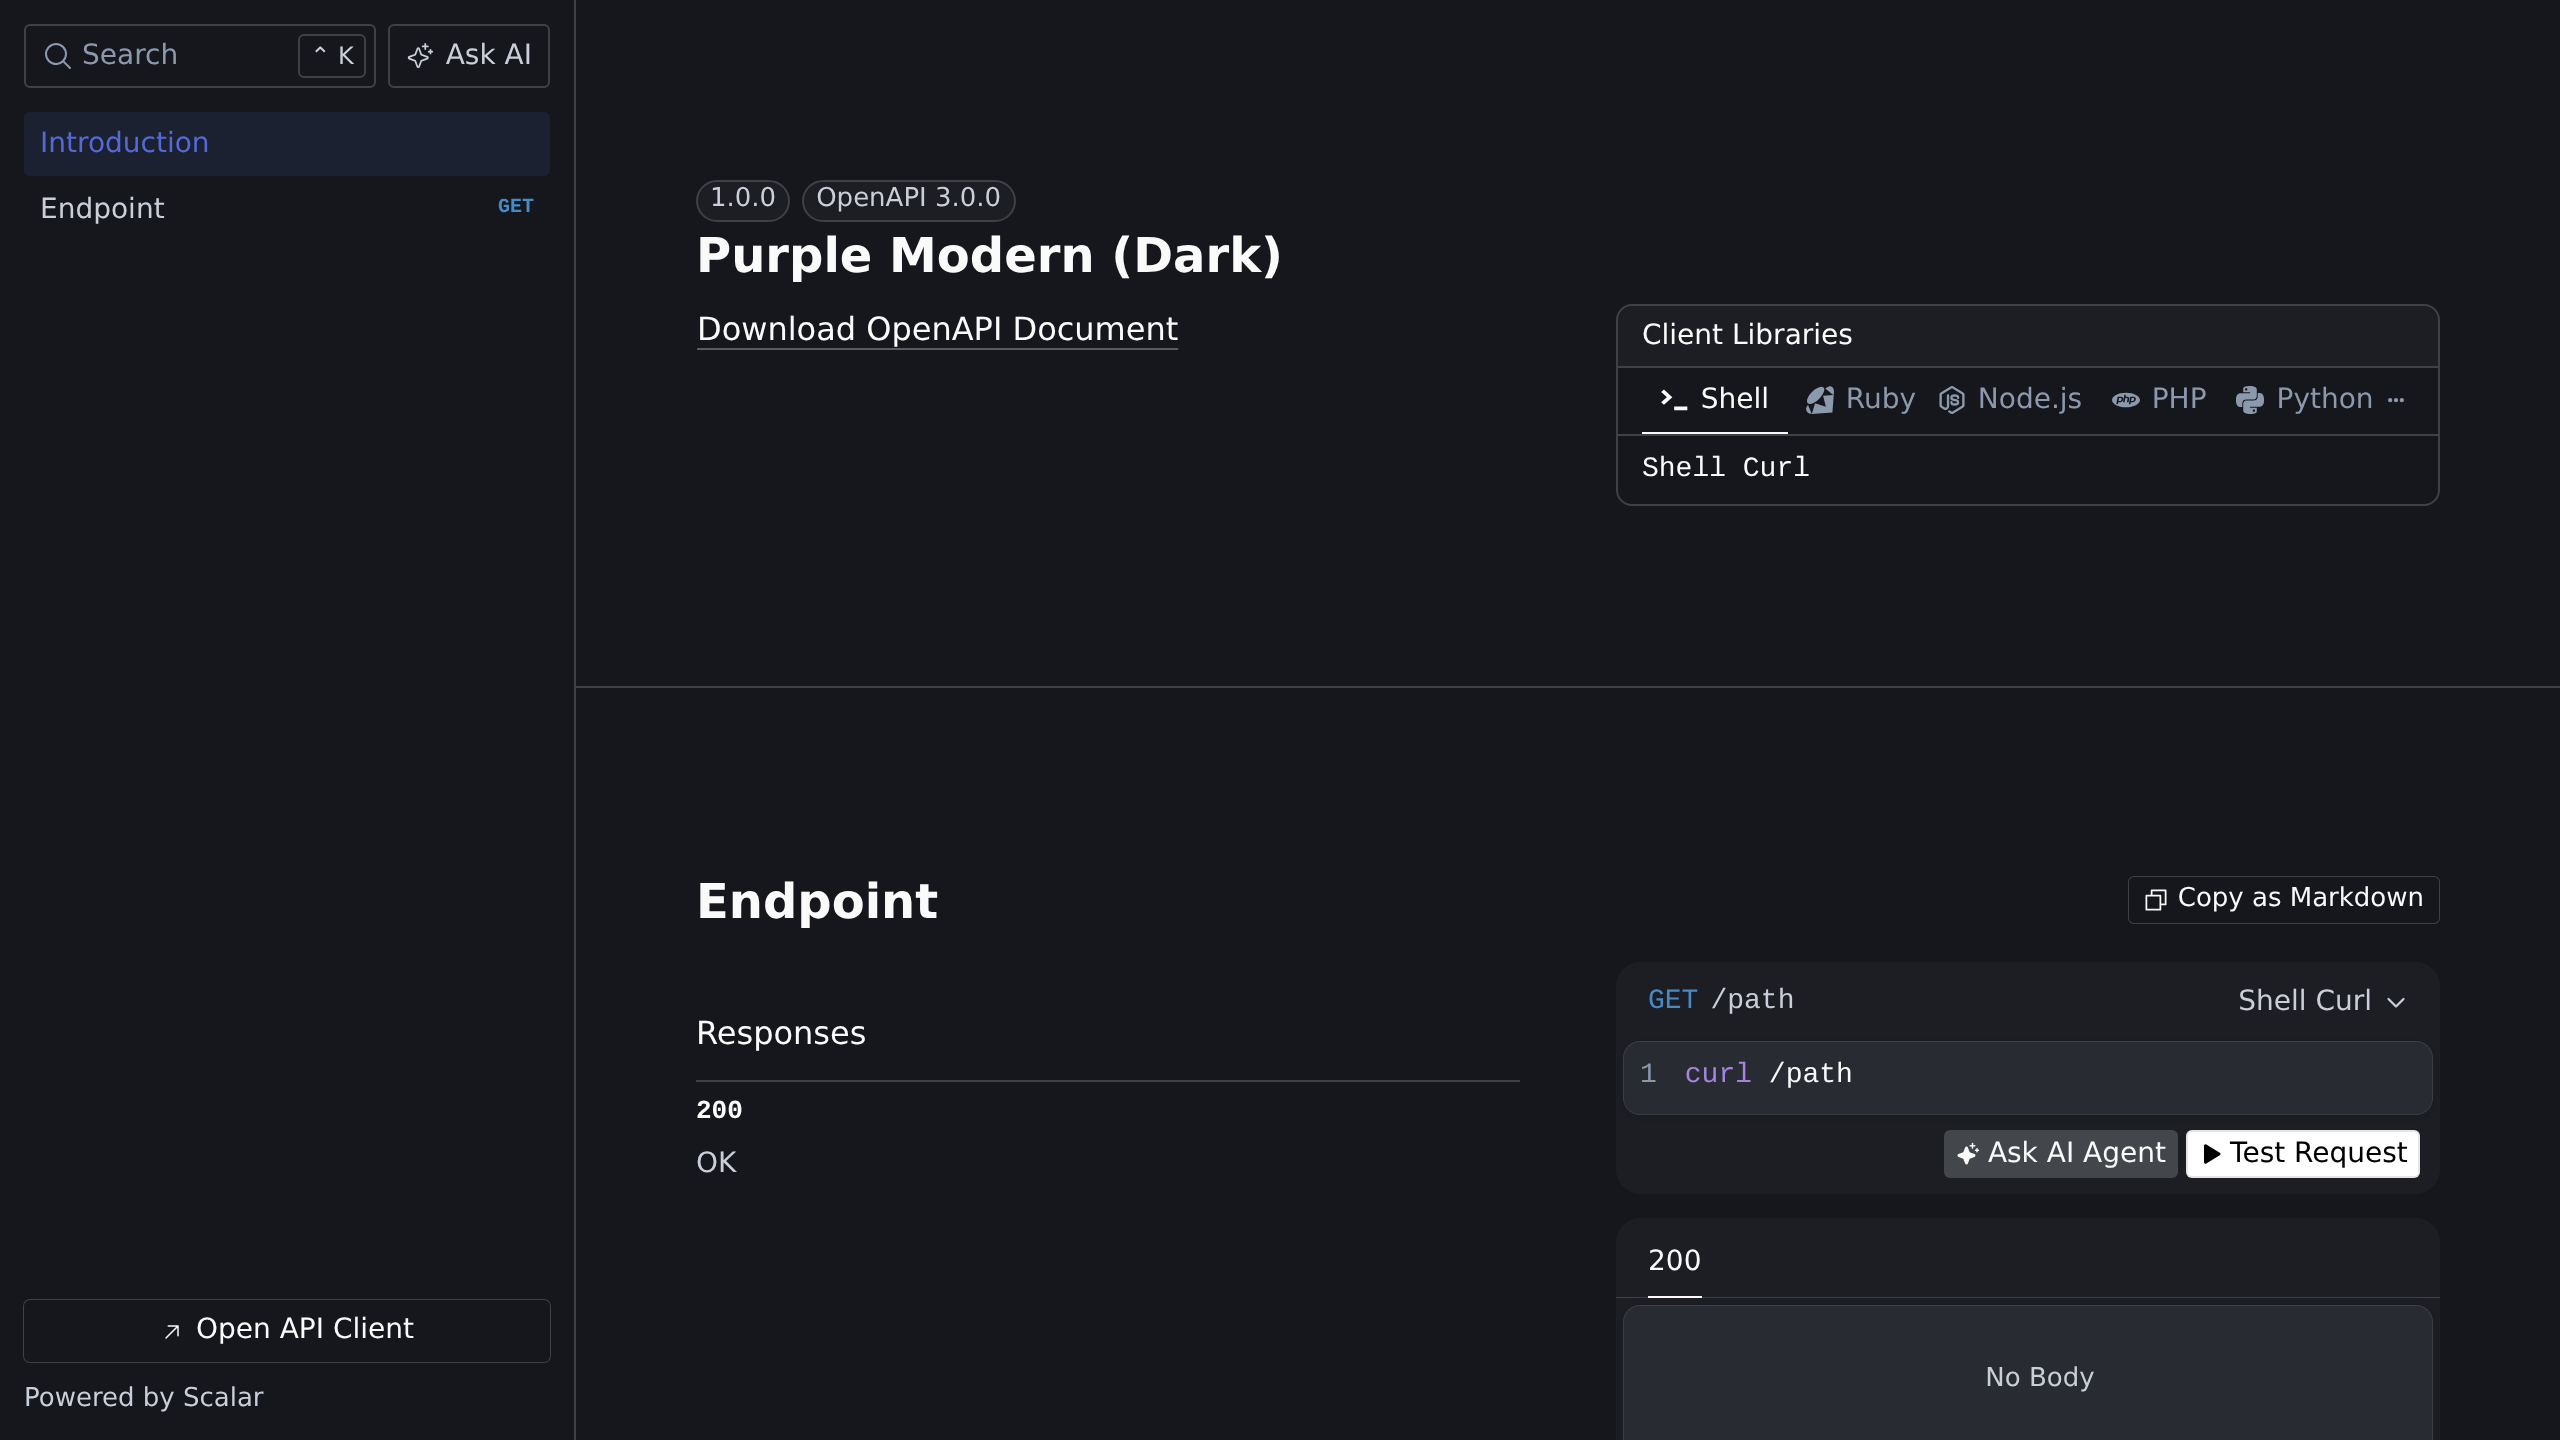 Search
⌃ K
Ask AI
Introduction
Endpoint
GET
Open API Client
Powered by Scalar
1.0.0
OpenAPI 3.0.0
Purple Modern (Dark)
Download OpenAPI Document
Client Libraries
Shell
Ruby
Node.js
PHP
Python
Shell Curl
Endpoint
Copy as Markdown
Responses
200
OK
GET /path
Shell Curl
1 curl /path
Ask AI Agent
Test Request
200
No Body